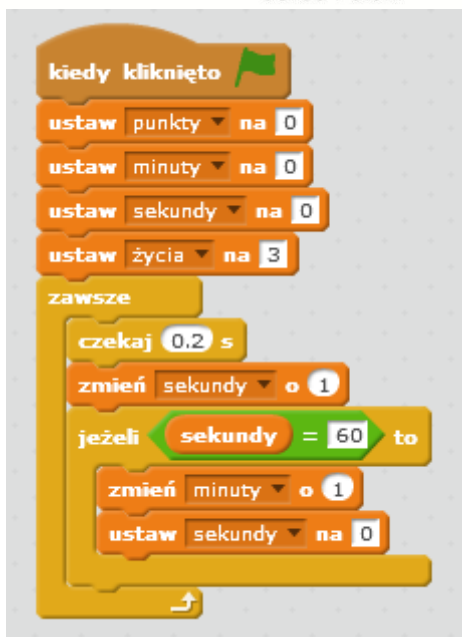 kiedy kliknięto
ustaw punkty na 0
ustaw minuty na 0
ustaw sekundy na 0
ustaw życia na 3
zawsze
czekaj 0.2 s
zmień sekundy o 1
jeżeli sekundy = 60 to
zmień minuty o 1
ustaw sekundy na 0